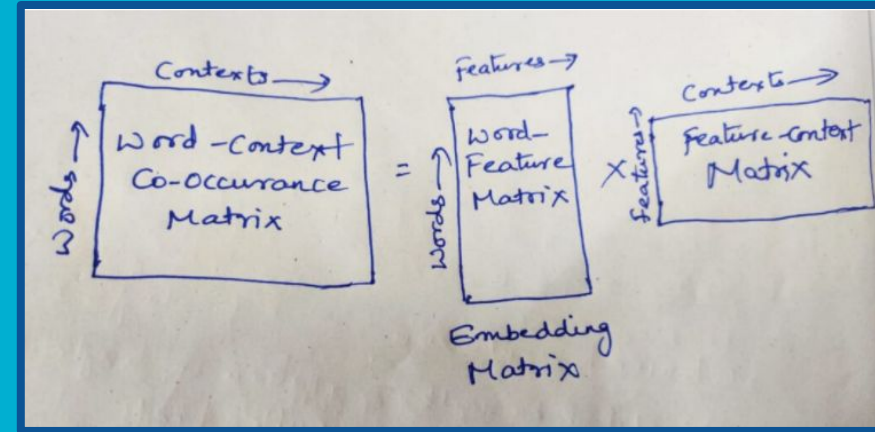 Contexts →
Words →
Word-Context
Co-Occurance
Matrix
=
Features →
Words →
Word-
Feature
Matrix
Embedding
Matrix
X
Contexts →
Features →
Feature-Context
Matrix